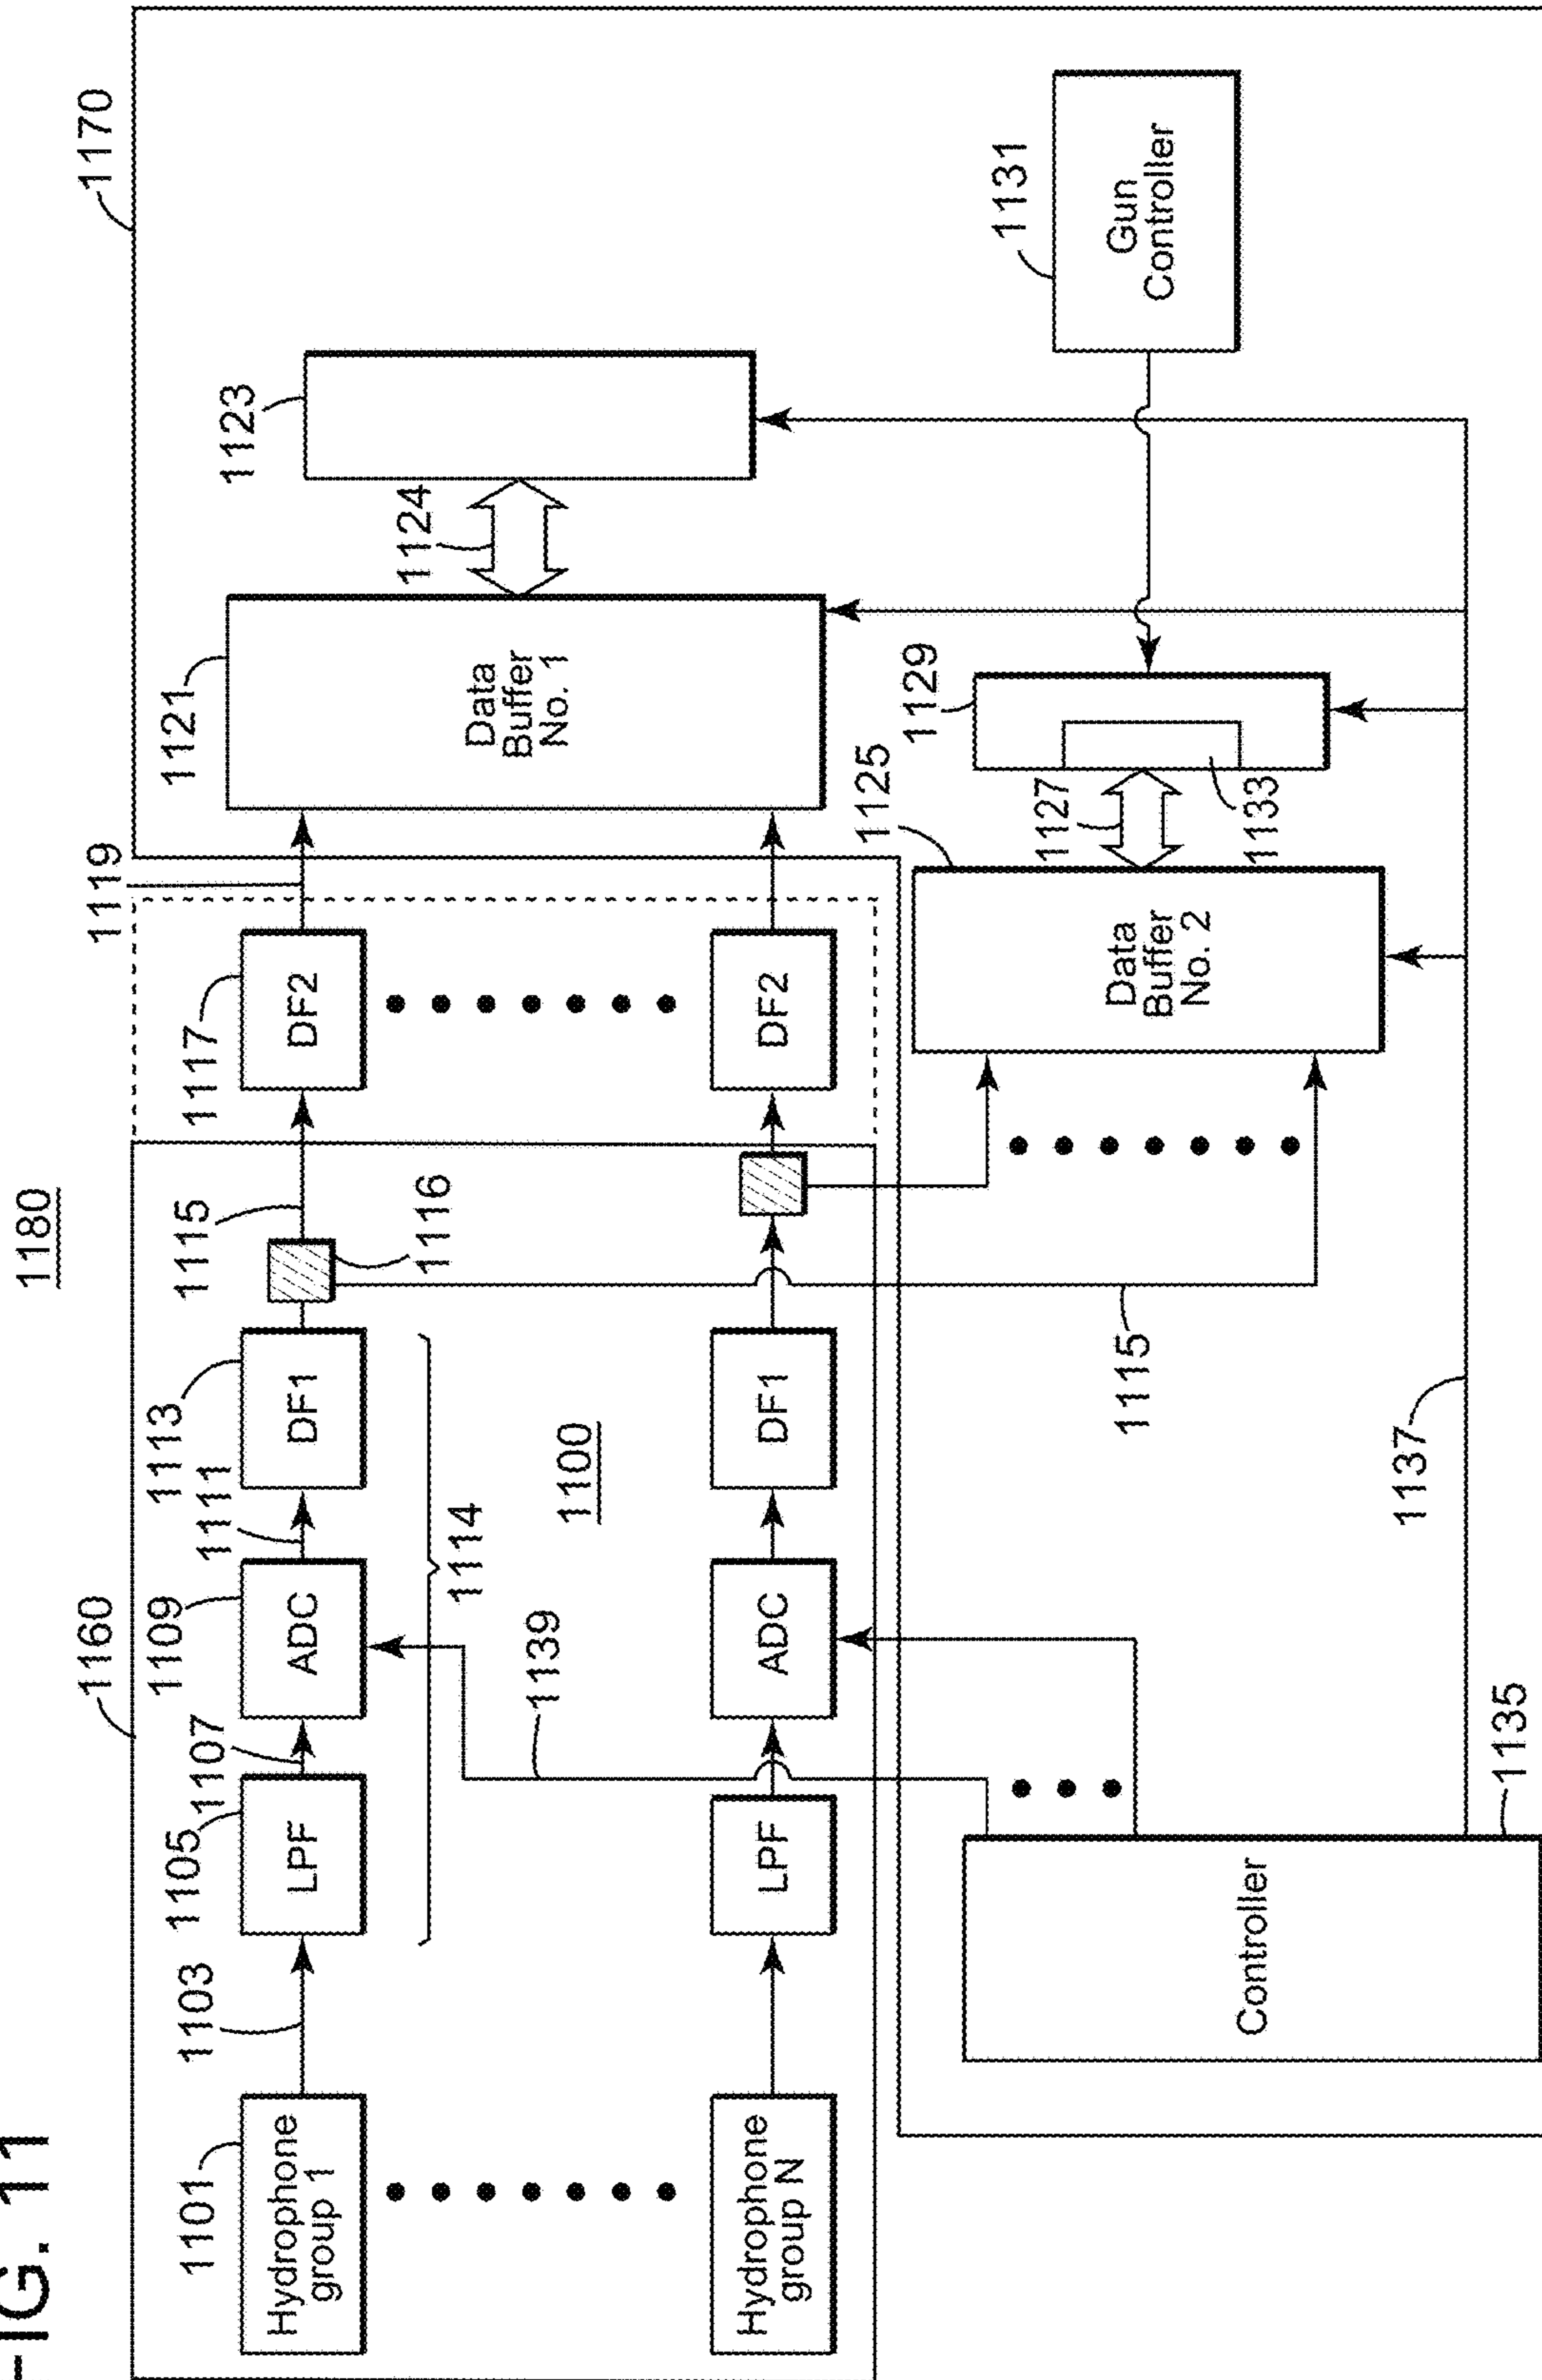 FIG. 11
1180
1160
1170
1101
1103
1105
1107
1109
1111
1113
1115
1117
1119
1121
1123
1124
Hydrophone
group 1
LPF
ADC
DF1
DF2
Data
Buffer
No. 1
1114
1116
1100
1139
Hydrophone
group N
LPF
ADC
DF1
DF2
1115
1125
1127
1129
1131
1133
Data
Buffer
No. 2
Gun
Controller
Controller
1135
1137